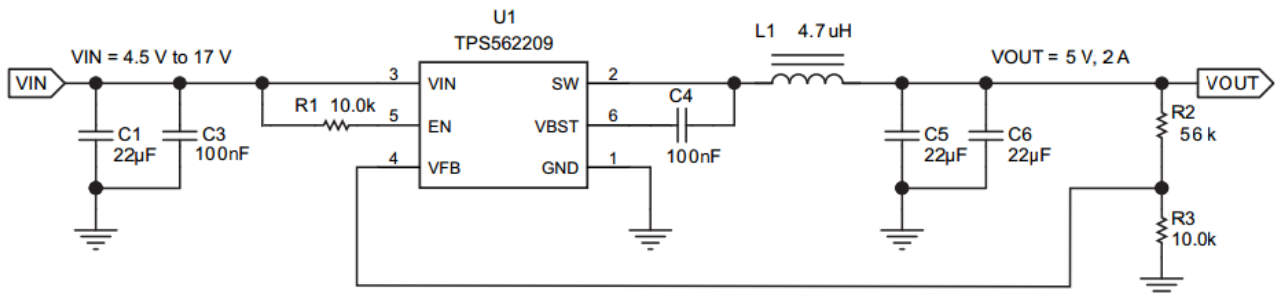 U1
TPS562209
L1 4.7 uH
VIN = 4.5 V to 17 V
VOUT = 5 V, 2 A
VIN
3 VIN SW 2
VOUT
R1 10.0k
5 EN VBST 6
C4
100nF
4 VFB GND 1
C1
22µF
C3
100nF
C5
22µF
C6
22µF
R2
56 k
R3
10.0k